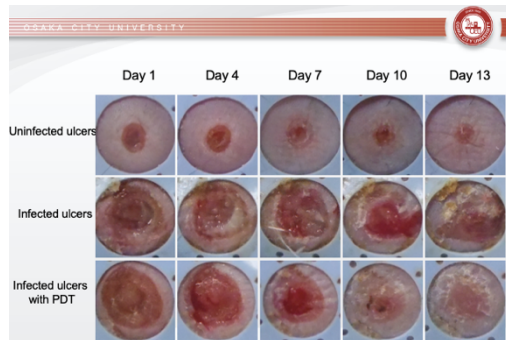 OSAKA CITY UNIVERSITY
Day 1 Day 4 Day 7 Day 10 Day 13
Uninfected ulcers
Infected ulcers
Infected ulcers
with PDT